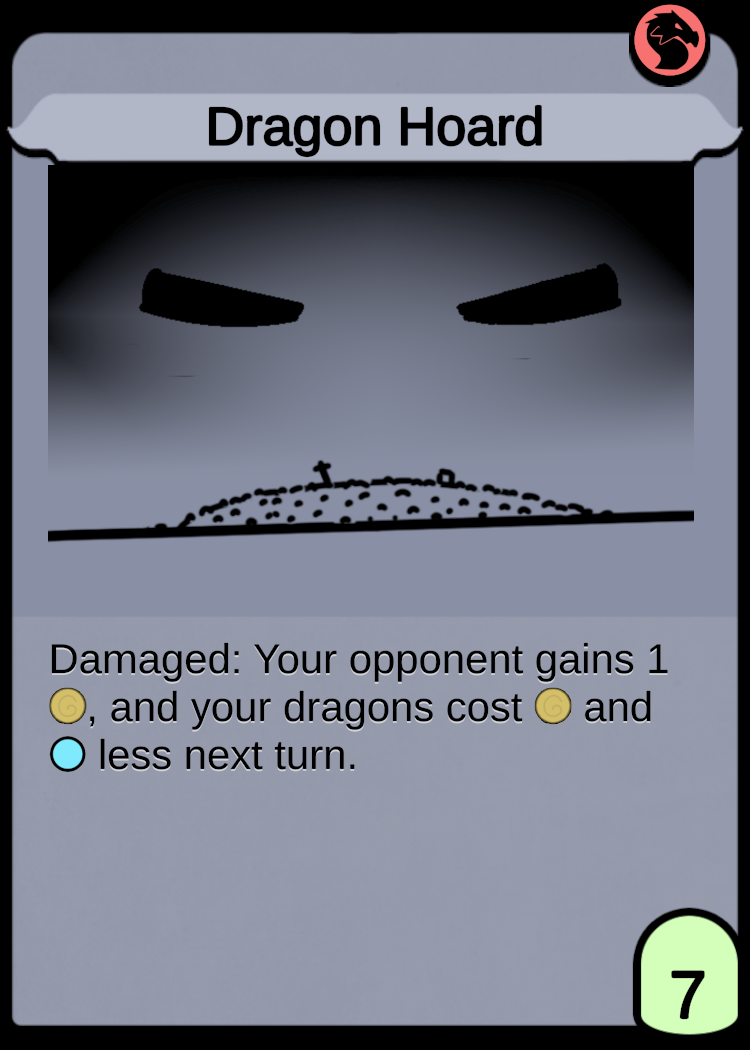 Dragon Hoard
Damaged: Your opponent gains 1
, and your dragons cost and
less next turn.
7